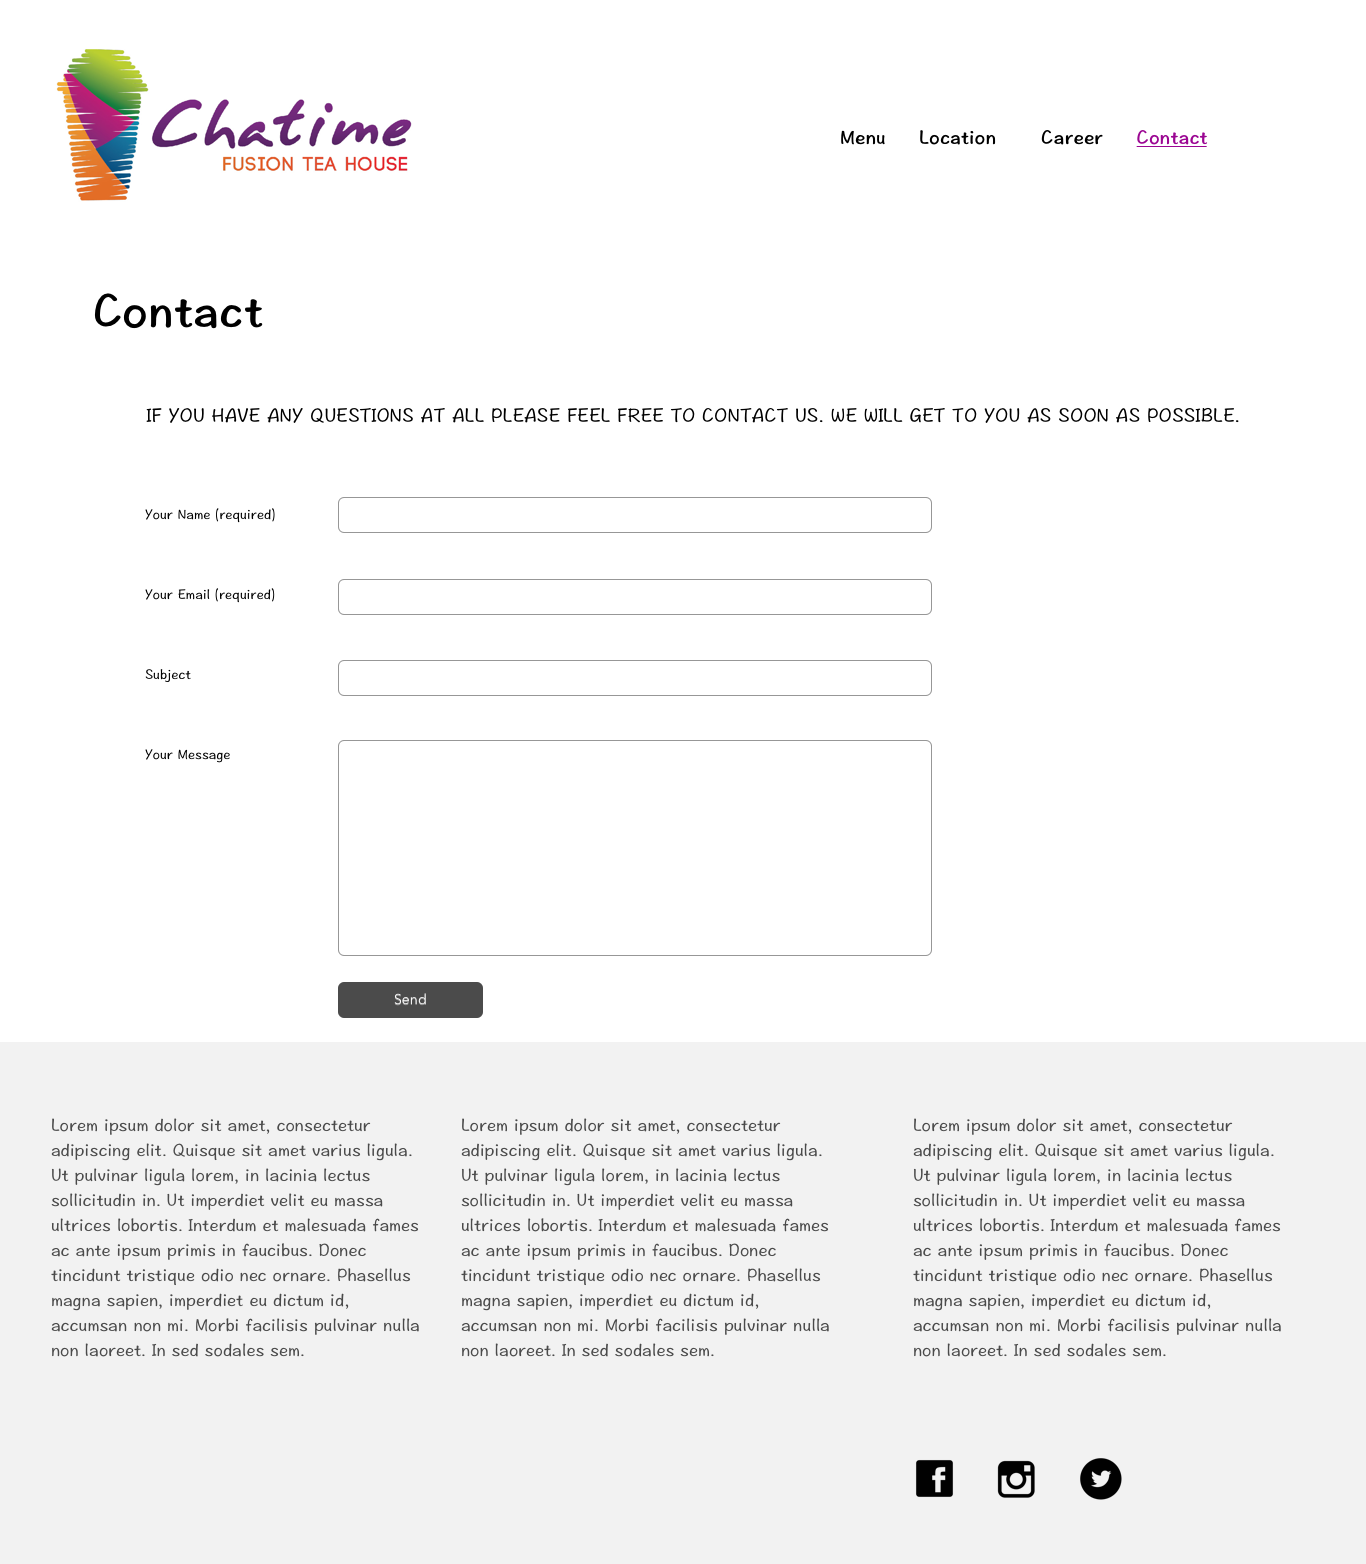 Chatime
FUSION TEA HOUSE
Menu Location Career Contact
Contact
IF YOU HAVE ANY QUESTIONS AT ALL PLEASE FEEL FREE TO CONTACT US. WE WILL GET TO YOU AS SOON AS POSSIBLE.
Your Name (required)
Your Email (required)
Subject
Your Message
Send
Lorem ipsum dolor sit amet, consectetur
adipiscing elit. Quisque sit amet varius ligula.
Ut pulvinar ligula lorem, in lacinia lectus
sollicitudin in. Ut imperdiet velit eu massa
ultrices lobortis. Interdum et malesuada fames
ac ante ipsum primis in faucibus. Donec
tincidunt tristique odio nec ornare. Phasellus
magna sapien, imperdiet eu dictum id,
accumsan non mi. Morbi facilisis pulvinar nulla
non laoreet. In sed sodales sem.
Lorem ipsum dolor sit amet, consectetur
adipiscing elit. Quisque sit amet varius ligula.
Ut pulvinar ligula lorem, in lacinia lectus
sollicitudin in. Ut imperdiet velit eu massa
ultrices lobortis. Interdum et malesuada fames
ac ante ipsum primis in faucibus. Donec
tincidunt tristique odio nec ornare. Phasellus
magna sapien, imperdiet eu dictum id,
accumsan non mi. Morbi facilisis pulvinar nulla
non laoreet. In sed sodales sem.
Lorem ipsum dolor sit amet, consectetur
adipiscing elit. Quisque sit amet varius ligula.
Ut pulvinar ligula lorem, in lacinia lectus
sollicitudin in. Ut imperdiet velit eu massa
ultrices lobortis. Interdum et malesuada fames
ac ante ipsum primis in faucibus. Donec
tincidunt tristique odio nec ornare. Phasellus
magna sapien, imperdiet eu dictum id,
accumsan non mi. Morbi facilisis pulvinar nulla
non laoreet. In sed sodales sem.